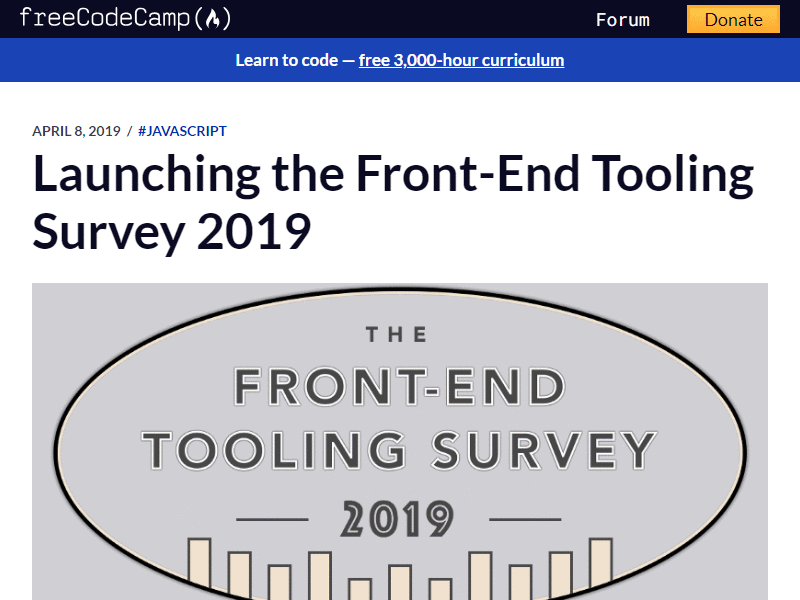 freeCodeCamp(🔥)
Forum
Donate
Learn to code — free 3,000-hour curriculum
APRIL 8, 2019 / #JAVASCRIPT
Launching the Front-End Tooling
Survey 2019
THE
FRONT-END
TOOLING SURVEY
2019